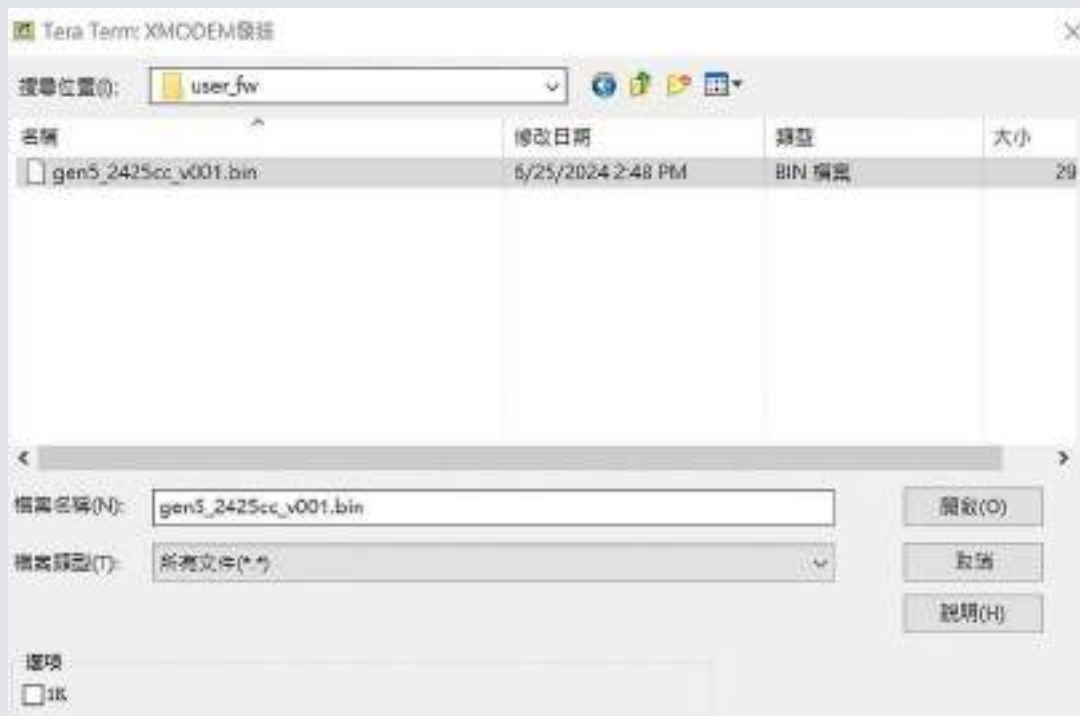 Tera Term: XMODEM發送
搜尋位置(I): user_fw
名稱 修改日期 類型 大小
gen5_2425cc_v001.bin 6/25/2024 2:48 PM BIN 檔案 29
檔案名稱(N): gen5_2425cc_v001.bin 開啟(O)
檔案類型(T): 所有文件(*.*) 取消
說明(H)
選項
1K